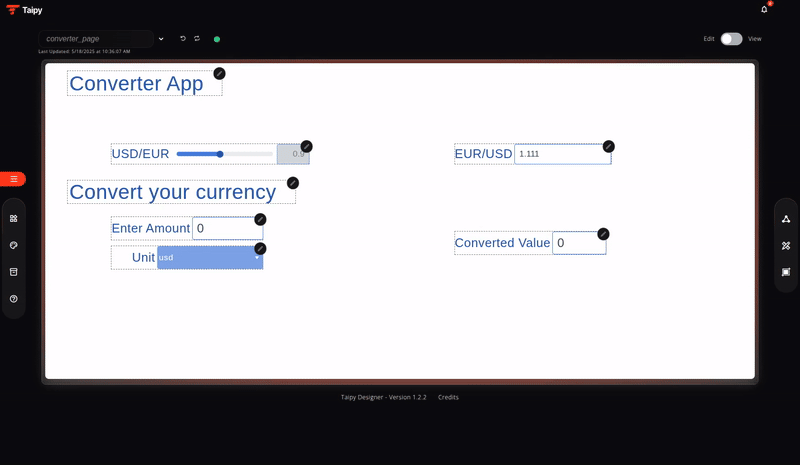 Taipy
converter_page
Last Updated: 5/18/2025 at 10:36:07 AM
Edit
View
Converter App
USD/EUR
0.9
EUR/USD
1.111
Convert your currency
Enter Amount
0
Converted Value
0
Unit
usd
Taipy Designer - Version 1.2.2
Credits